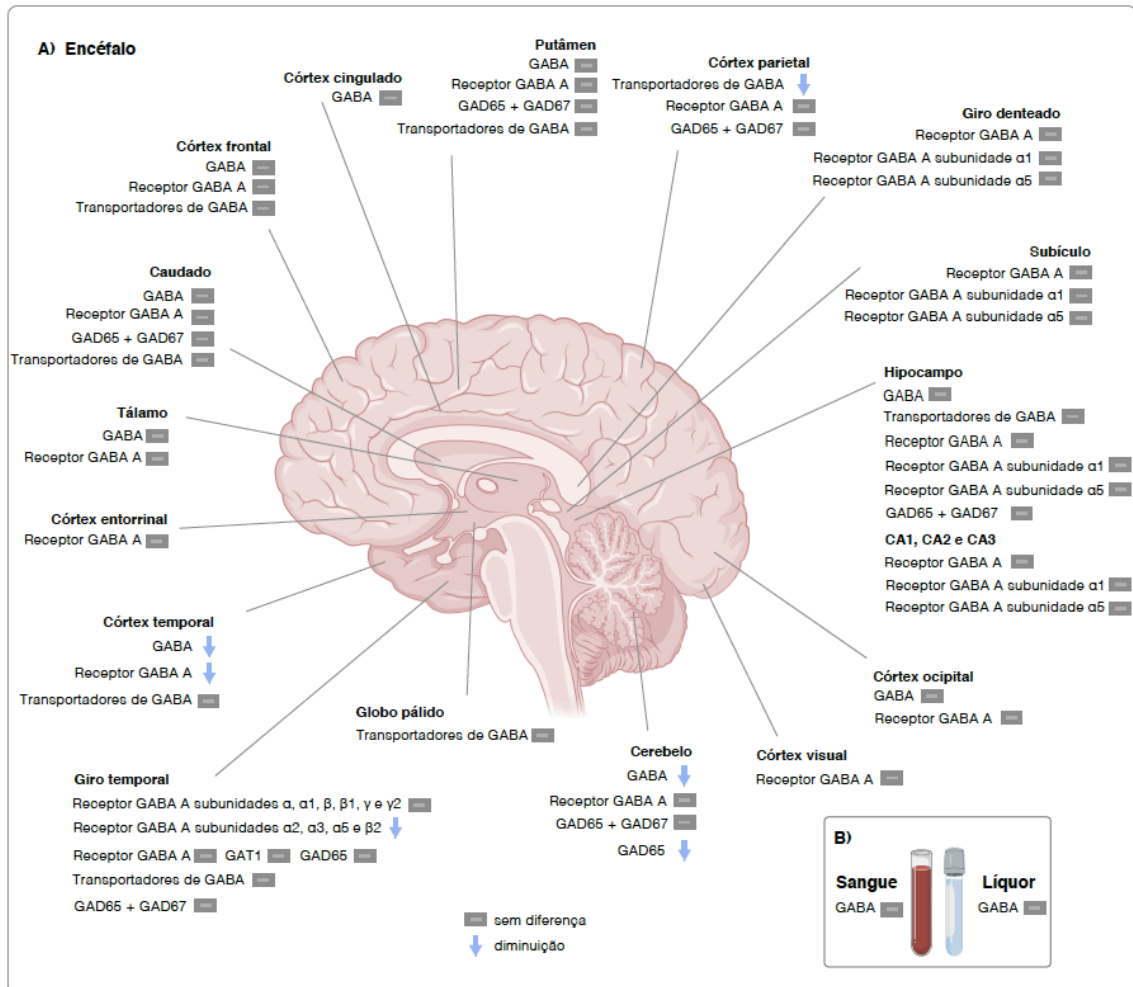 A) Encéfalo
Putâmen
GABA
Receptor GABA A
GAD65 + GAD67
Transportadores de GABA
Córtex cingulado
GABA
Córtex parietal
Transportadores de GABA
Receptor GABA A
GAD65 + GAD67
Giro denteado
Receptor GABA A
Receptor GABA A subunidade α1
Receptor GABA A subunidade α5
Córtex frontal
GABA
Receptor GABA A
Transportadores de GABA
Subículo
Receptor GABA A
Receptor GABA A subunidade α1
Receptor GABA A subunidade α5
Caudado
GABA
Receptor GABA A
GAD65 + GAD67
Transportadores de GABA
Hipocampo
GABA
Transportadores de GABA
Receptor GABA A
Receptor GABA A subunidade α1
Receptor GABA A subunidade α5
GAD65 + GAD67
CA1, CA2 e CA3
Receptor GABA A
Receptor GABA A subunidade α1
Receptor GABA A subunidade α5
Tálamo
GABA
Receptor GABA A
Córtex entorrinal
Receptor GABA A
Córtex temporal
GABA
Receptor GABA A
Transportadores de GABA
Córtex ocipital
GABA
Receptor GABA A
Globo pálido
Transportadores de GABA
Cerebelo
GABA
Receptor GABA A
GAD65 + GAD67
GAD65
Córtex visual
Receptor GABA A
Giro temporal
Receptor GABA A subunidades α, α1, β, β1, γ e γ2
Receptor GABA A subunidades α2, α3, α5 e β2
Receptor GABA A GAT1 GAD65
Transportadores de GABA
GAD65 + GAD67
sem diferença
diminuição
B)
Sangue
GABA
Líquor
GABA